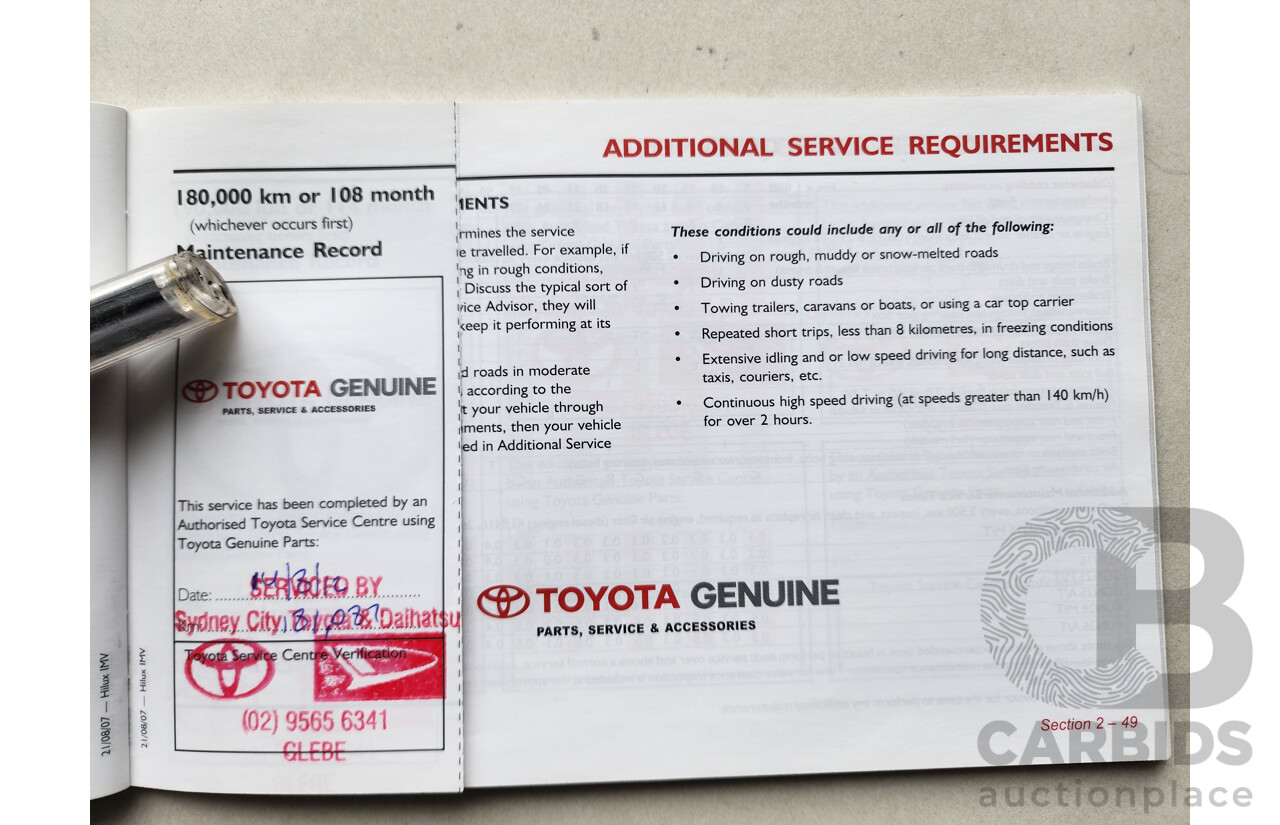 180,000 km or 108 month
(whichever occurs first)
Maintenance Record
TOYOTA GENUINE
PARTS, SERVICE & ACCESSORIES
This service has been completed by an
Authorised Toyota Service Centre using
Toyota Genuine Parts:
Date:
SERVICED BY
Sydney City Toyota & Daihatsu
Toyota Service Centre Verification
(02) 9565 6341
GLEBE
21/08/07 — Hilux IMV
21/08/07 — Hilux IMV
ADDITIONAL SERVICE REQUIREMENTS
MENTS
rmines the service
e travelled. For example, if
ng in rough conditions,
Discuss the typical sort of
vice Advisor, they will
keep it performing at its
d roads in moderate
according to the
t your vehicle through
ments, then your vehicle
ed in Additional Service
These conditions could include any or all of the following:
• Driving on rough, muddy or snow-melted roads
• Driving on dusty roads
• Towing trailers, caravans or boats, or using a car top carrier
• Repeated short trips, less than 8 kilometres, in freezing conditions
• Extensive idling and or low speed driving for long distance, such as
taxis, couriers, etc.
• Continuous high speed driving (at speeds greater than 140 km/h)
for over 2 hours.
TOYOTA GENUINE
PARTS, SERVICE & ACCESSORIES
Section 2 – 49
CARBIDS
auctionplace